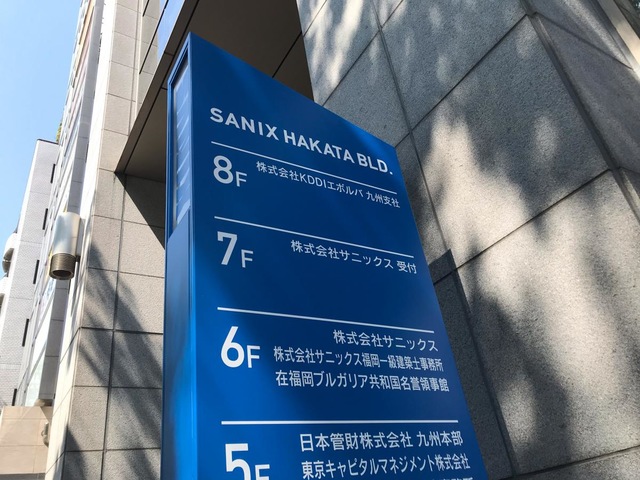 SANIX HAKATA BLD.
8F 株式会社KDDIエボルバ 九州支社
7F 株式会社サニックス 受付
6F 株式会社サニックス
株式会社サニックス福岡一級建築士事務所
在福岡ブルガリア共和国名誉領事館
5F 日本管財株式会社 九州本部
東京キャピタルマネジメント株式会社